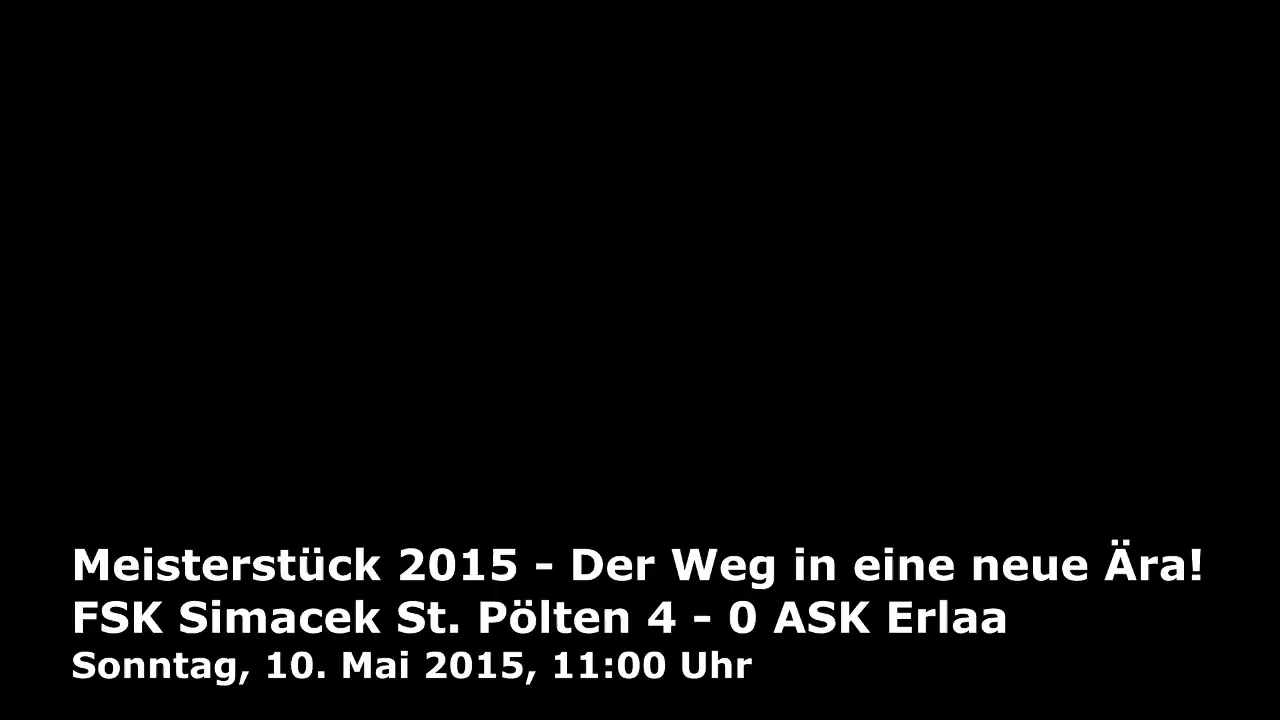 Meisterstück 2015 - Der Weg in eine neue Ära!
FSK Simacek St. Pölten 4 - 0 ASK Erlaa
Sonntag, 10. Mai 2015, 11:00 Uhr